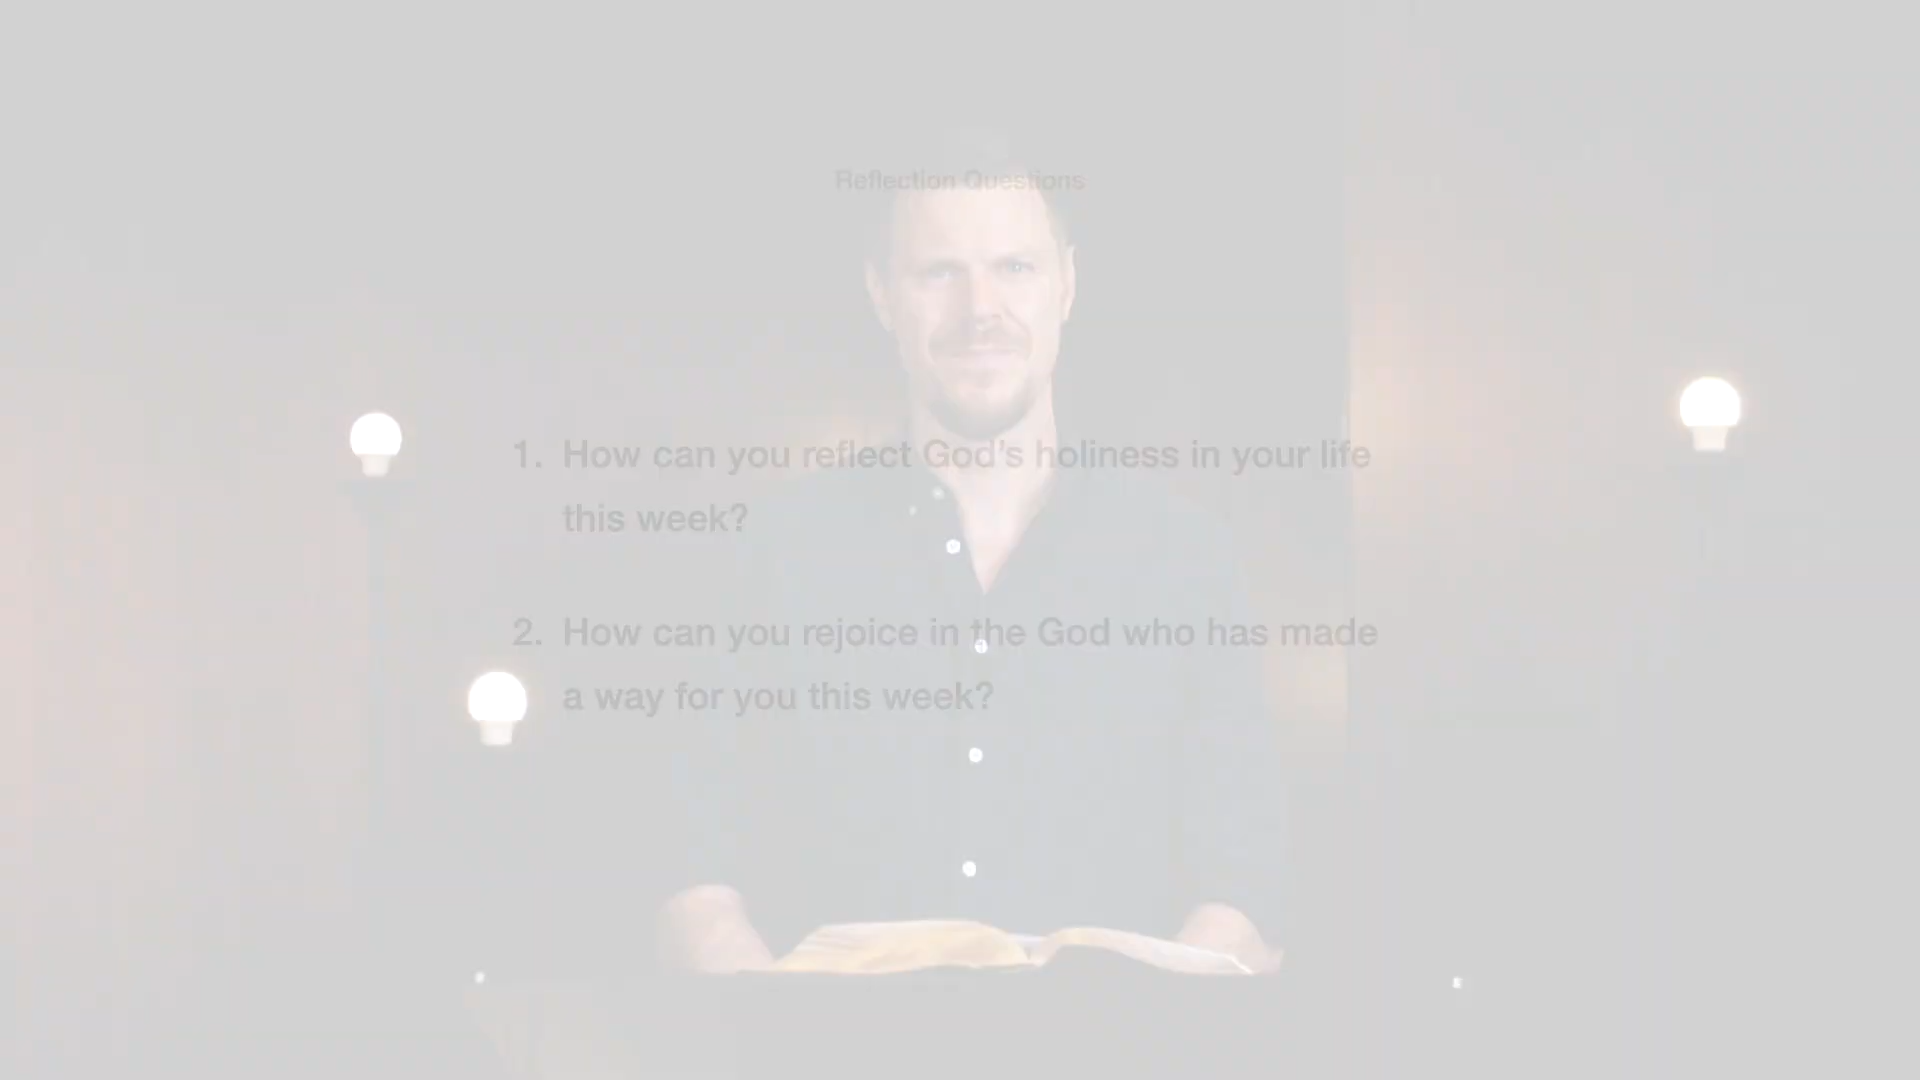 Reflection Questions
1. How can you reflect God's holiness in your life
this week?
2. How can you rejoice in the God who has made
a way for you this week?